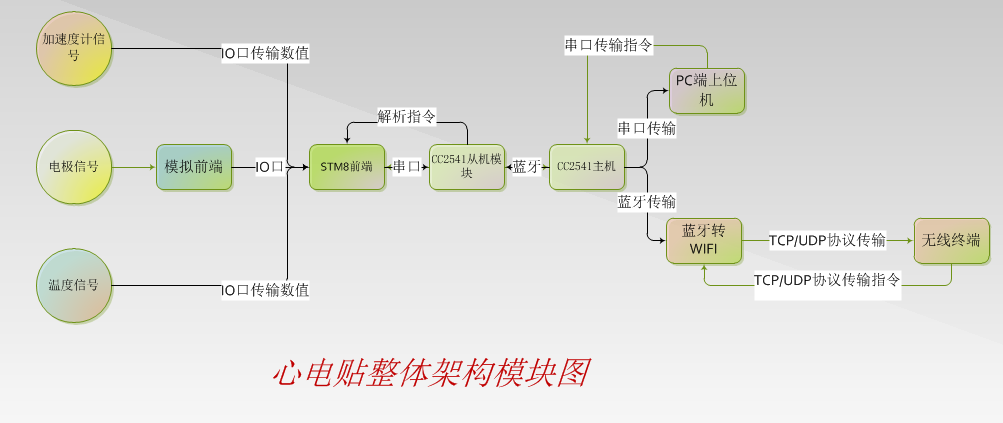 加速度计信
号
IO口传输数值
串口传输指令
PC端上位
机
解析指令
串口传输
电极信号
模拟前端
IO口
STM8前端
串口
CC2541从机模
块
蓝牙
CC2541主机
蓝牙传输
蓝牙转
WIFI
TCP/UDP协议传输
无线终端
温度信号
IO口传输数值
TCP/UDP协议传输指令
心电贴整体架构模块图